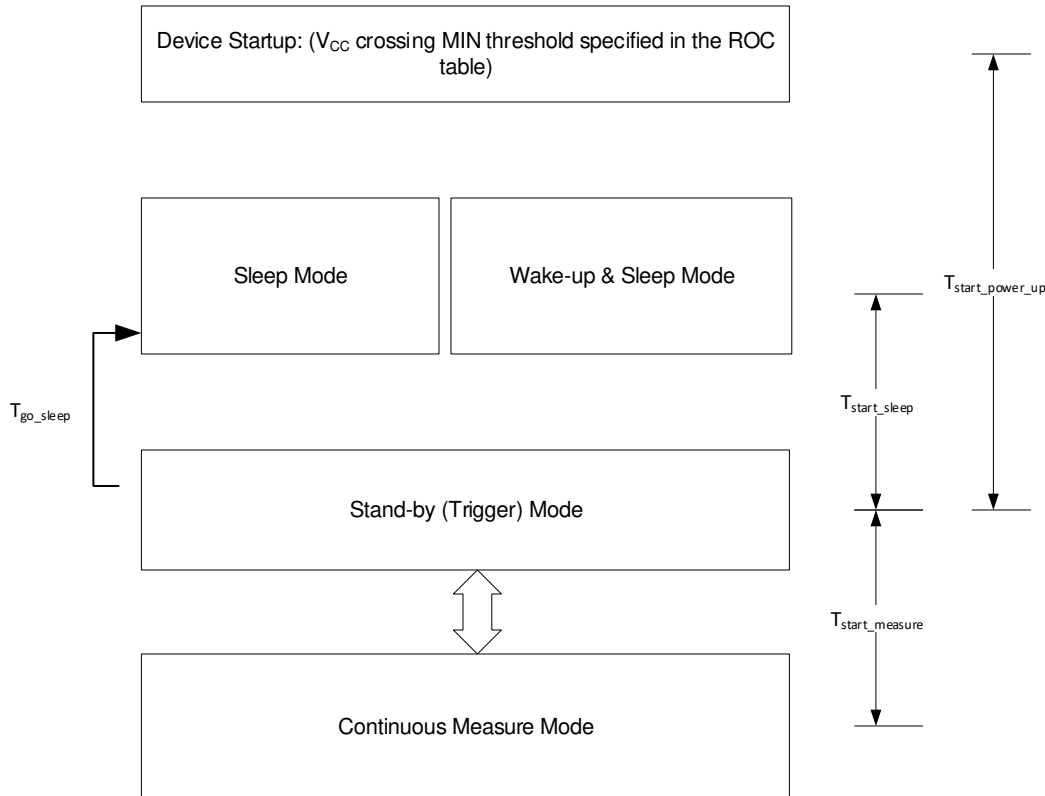 Device Startup: (VCC crossing MIN threshold specified in the ROC
table)
Sleep Mode
Wake-up & Sleep Mode
Tstart_power_up
Tgo_sleep
Tstart_sleep
Stand-by (Trigger) Mode
Tstart_measure
Continuous Measure Mode